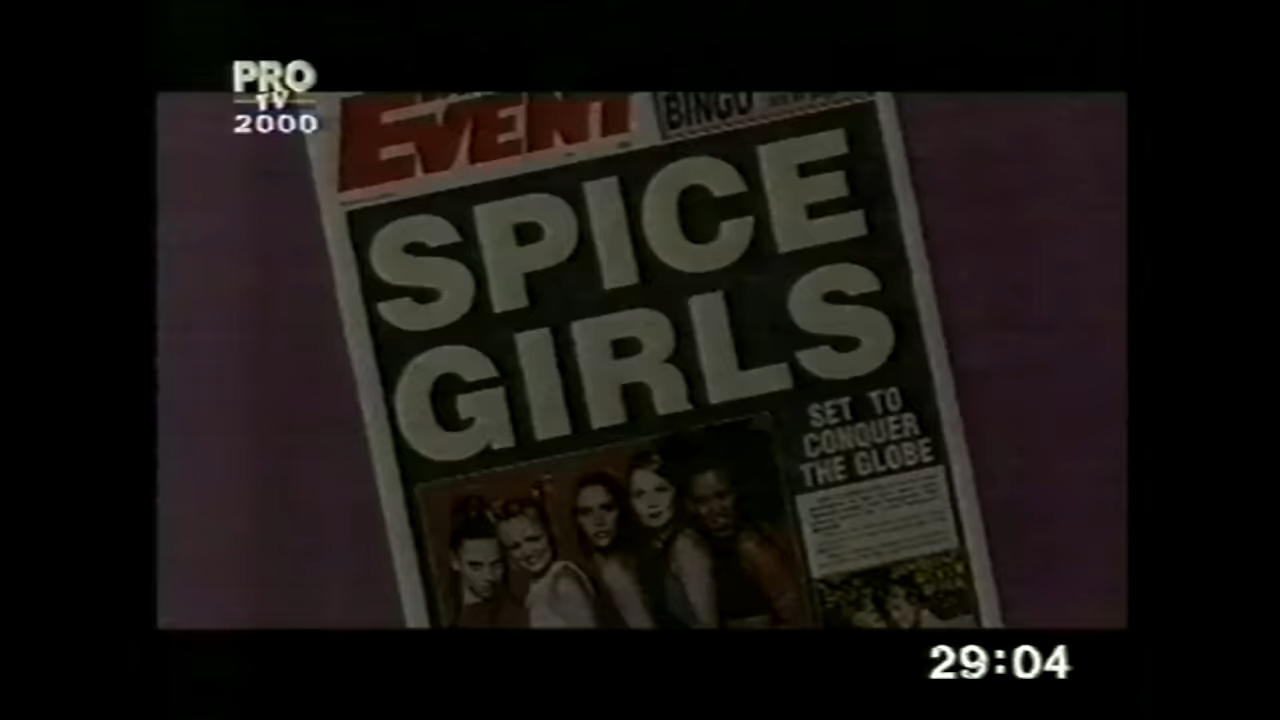 PRO
TV
2000
EVENT
BINGO
SPICE
GIRLS
SET TO
CONQUER
THE GLOBE
29:04